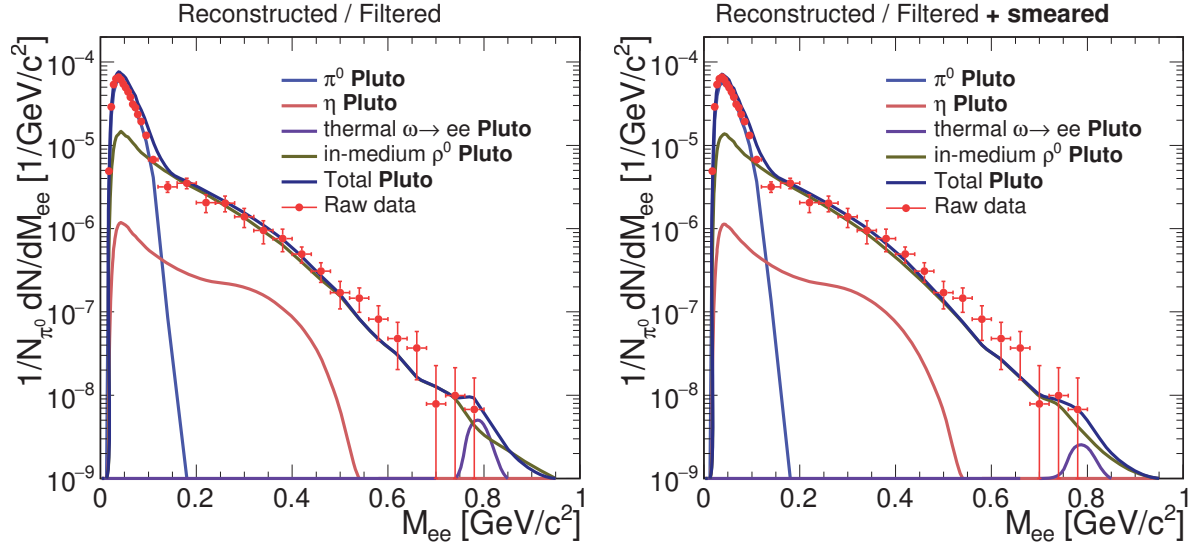 Reconstructed / Filtered
1/N_π⁰ dN/dM_ee [1/GeV/c²]
10⁻⁴
10⁻⁵
10⁻⁶
10⁻⁷
10⁻⁸
10⁻⁹
π⁰ Pluto
η Pluto
thermal ω→ ee Pluto
in-medium ρ⁰ Pluto
Total Pluto
Raw data
0 0.2 0.4 0.6 0.8 1
M_ee [GeV/c²]
Reconstructed / Filtered + smeared
1/N_π⁰ dN/dM_ee [1/GeV/c²]
10⁻⁴
10⁻⁵
10⁻⁶
10⁻⁷
10⁻⁸
10⁻⁹
π⁰ Pluto
η Pluto
thermal ω→ ee Pluto
in-medium ρ⁰ Pluto
Total Pluto
Raw data
0 0.2 0.4 0.6 0.8 1
M_ee [GeV/c²]